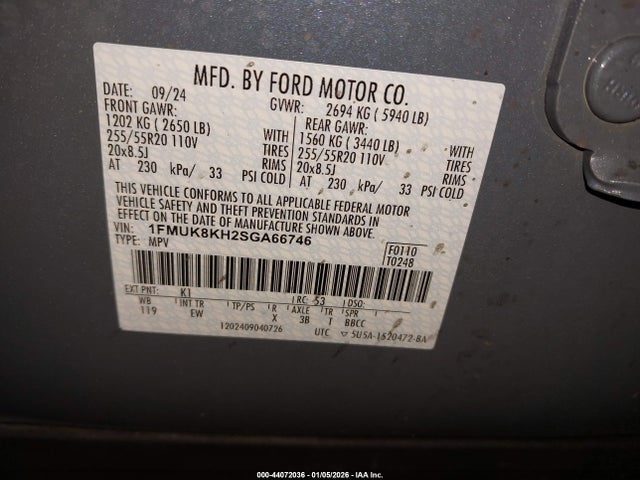 MFD. BY FORD MOTOR CO.
DATE: 09/24 GVWR: 2694 KG ( 5940 LB)
FRONT GAWR: REAR GAWR:
1202 KG ( 2650 LB) WITH 1560 KG ( 3440 LB) WITH
255/55R20 110V TIRES 255/55R20 110V TIRES
20x8.5J RIMS 20x8.5J RIMS
AT 230 kPa/ 33 PSI COLD AT 230 kPa/ 33 PSI COLD
THIS VEHICLE CONFORMS TO ALL APPLICABLE FEDERAL MOTOR
VEHICLE SAFETY AND THEFT PREVENTION STANDARDS IN
EFFECT ON THE DATE OF MANUFACTURE SHOWN ABOVE.
VIN: 1FMUK8KH2SGA66746 F0110
TYPE: MPV T0248
EXT PNT: K1 RC: 53 DSO:
WB INT TR TP/PS R AXLE TR SPR
119 EW X 3B T BBCC
1202409040726 UTC ▽ 5U5A-1520472-BA
000-44072036 - 01/05/2026 - IAA Inc.